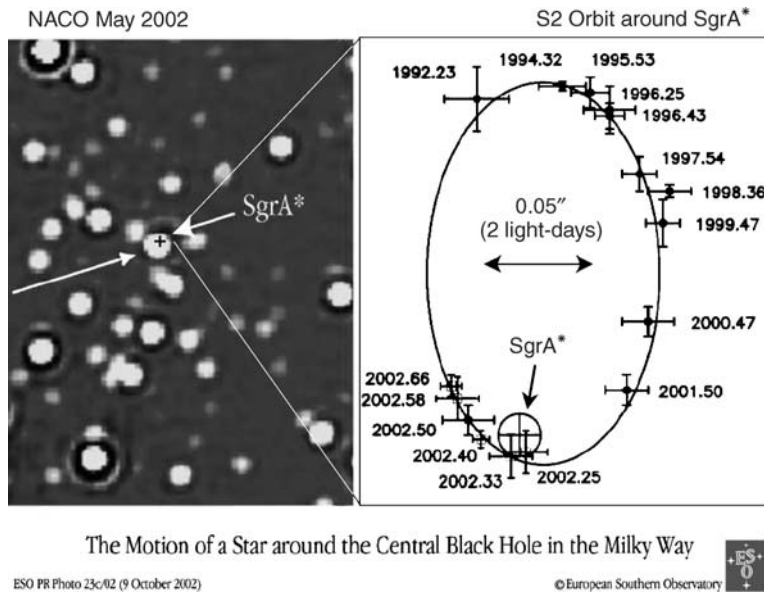 NACO May 2002
S2 Orbit around SgrA*
SgrA*
1992.23
1994.32
1995.53
1996.25
1996.43
1997.54
1998.36
1999.47
0.05″
(2 light-days)
2000.47
SgrA*
2001.50
2002.66
2002.58
2002.50
2002.40
2002.33
2002.25
The Motion of a Star around the Central Black Hole in the Milky Way
ESO PR Photo 23c/02 (9 October 2002)
© European Southern Observatory
ESO